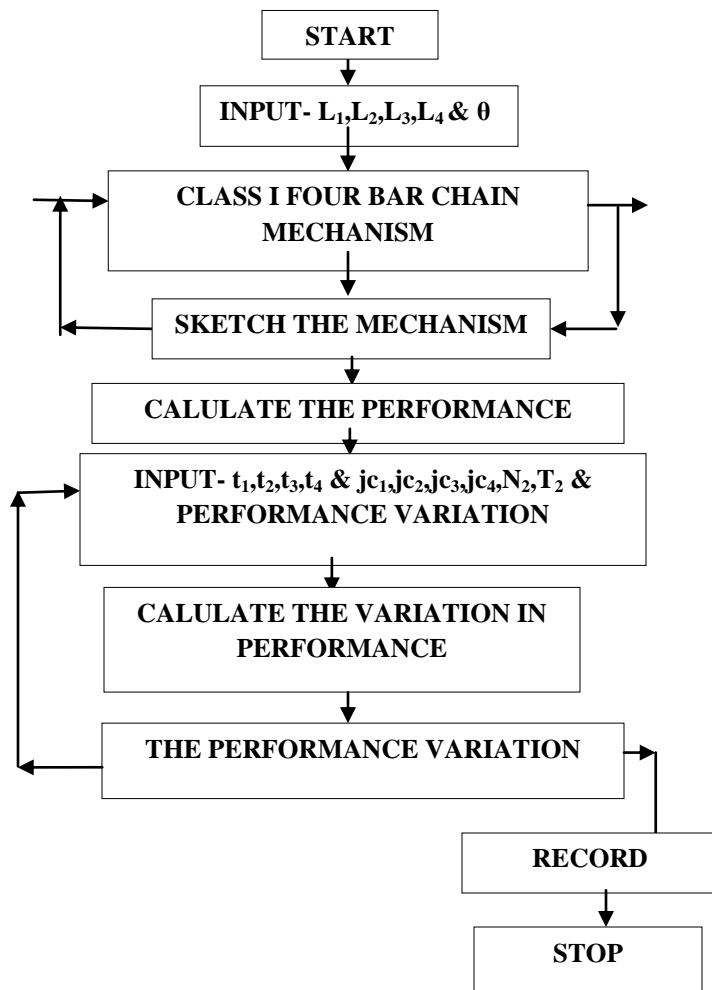 START
INPUT- L₁,L₂,L₃,L₄ & θ
CLASS I FOUR BAR CHAIN
MECHANISM
SKETCH THE MECHANISM
CALULATE THE PERFORMANCE
INPUT- t₁,t₂,t₃,t₄ & jc₁,jc₂,jc₃,jc₄,N₂,T₂ &
PERFORMANCE VARIATION
CALULATE THE VARIATION IN
PERFORMANCE
THE PERFORMANCE VARIATION
RECORD
STOP